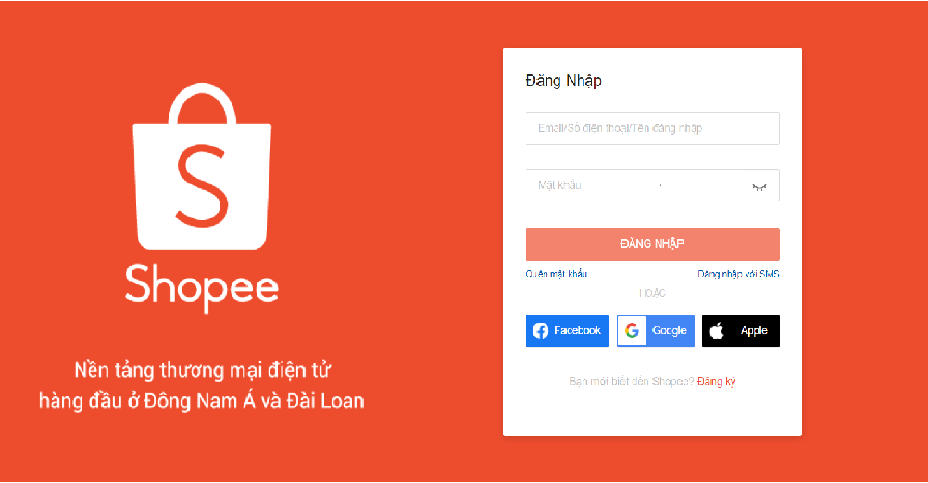 S
Shopee
Nền tảng thương mại điện tử
hàng đầu ở Đông Nam Á và Đài Loan
Đăng Nhập
Email/Số điện thoại/Tên đăng nhập
Mật khẩu
ĐĂNG NHẬP
Quên mật khẩu
Đăng nhập với SMS
HOẶC
Facebook
Google
Apple
Bạn mới biết đến Shopee? Đăng ký